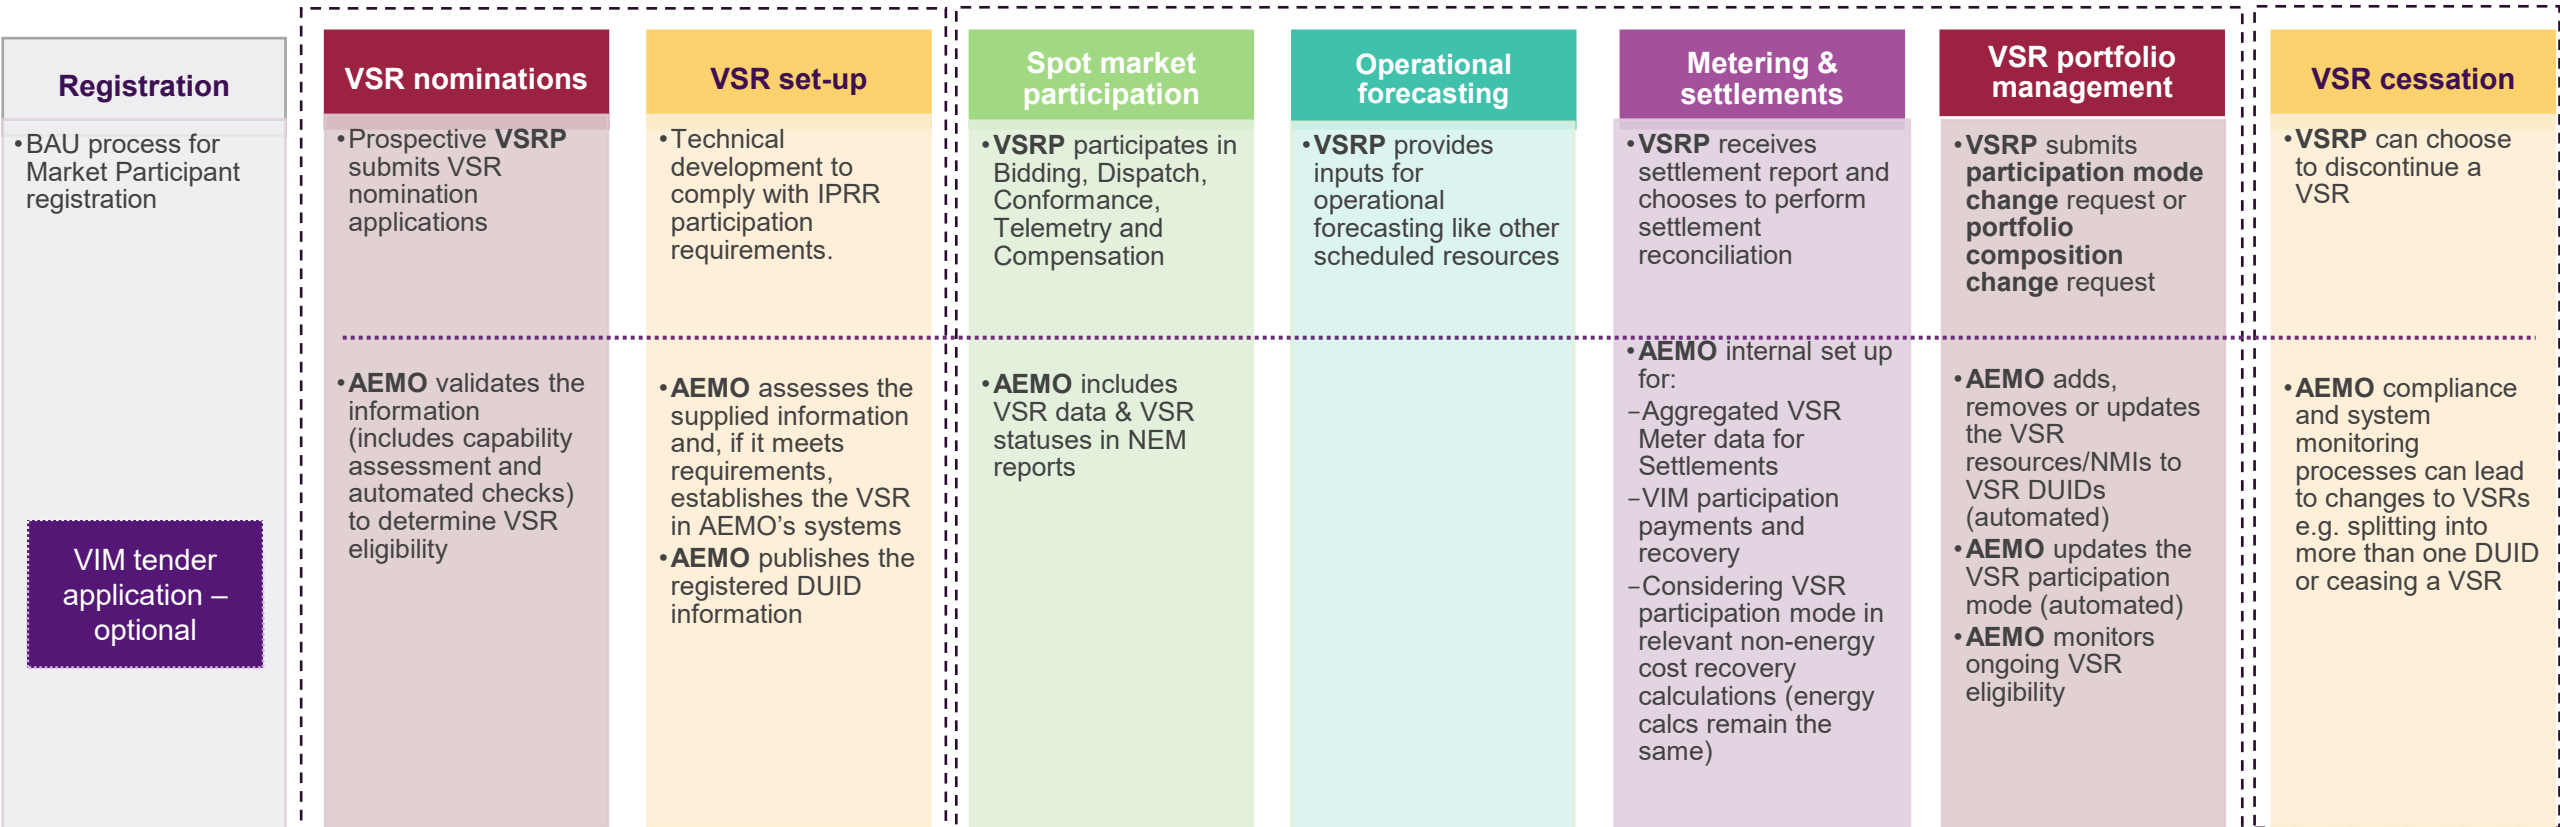 Registration
•BAU process for
Market Participant
registration
VIM tender
application –
optional
VSR nominations
•Prospective VSRP
submits VSR
nomination
applications
•AEMO validates the
information
(includes capability
assessment and
automated checks)
to determine VSR
eligibility
VSR set-up
•Technical
development to
comply with IPRR
participation
requirements.
•AEMO assesses the
supplied information
and, if it meets
requirements,
establishes the VSR
in AEMO’s systems
•AEMO publishes the
registered DUID
information
Spot market
participation
•VSRP participates in
Bidding, Dispatch,
Conformance,
Telemetry and
Compensation
•AEMO includes
VSR data & VSR
statuses in NEM
reports
Operational
forecasting
•VSRP provides
inputs for
operational
forecasting like other
scheduled resources
Metering &
settlements
•VSRP receives
settlement report and
chooses to perform
settlement
reconciliation
•AEMO internal set up
for:
–Aggregated VSR
Meter data for
Settlements
–VIM participation
payments and
recovery
–Considering VSR
participation mode in
relevant non-energy
cost recovery
calculations (energy
calcs remain the
same)
VSR portfolio
management
•VSRP submits
participation mode
change request or
portfolio
composition
change request
•AEMO adds,
removes or updates
the VSR
resources/NMIs to
VSR DUIDs
(automated)
•AEMO updates the
VSR participation
mode (automated)
•AEMO monitors
ongoing VSR
eligibility
VSR cessation
•VSRP can choose
to discontinue a
VSR
•AEMO compliance
and system
monitoring
processes can lead
to changes to VSRs
e.g. splitting into
more than one DUID
or ceasing a VSR